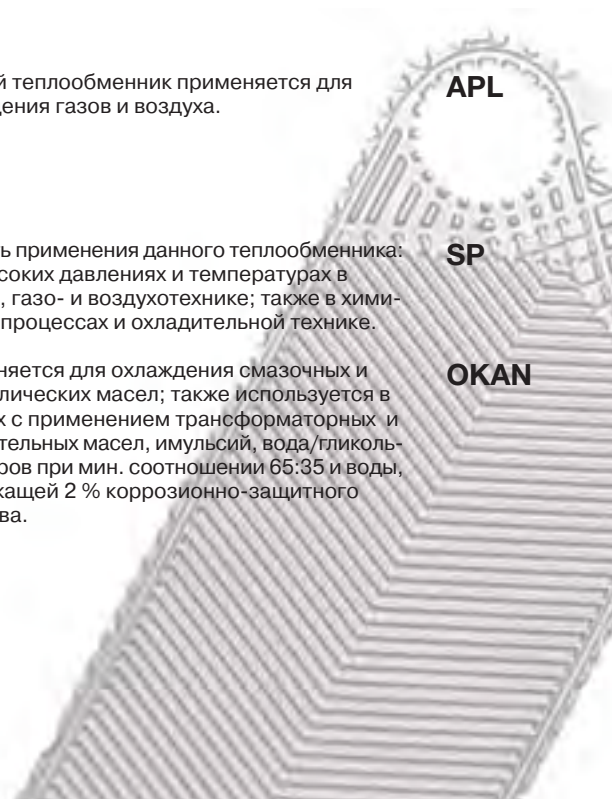 й теплообменник применяется для
дения газов и воздуха.
APL
ь применения данного теплообменника:
соких давлениях и температурах в
, газо- и воздухотехнике; также в хими-
процессах и охладительной технике.
SP
няется для охлаждения смазочных и
лических масел; также используется в
х с применением трансформаторных и
тельных масел, имульсий, вода/гликоль-
ров при мин. соотношении 65:35 и воды,
жащей 2 % коррозионно-защитного
ва.
OKAN